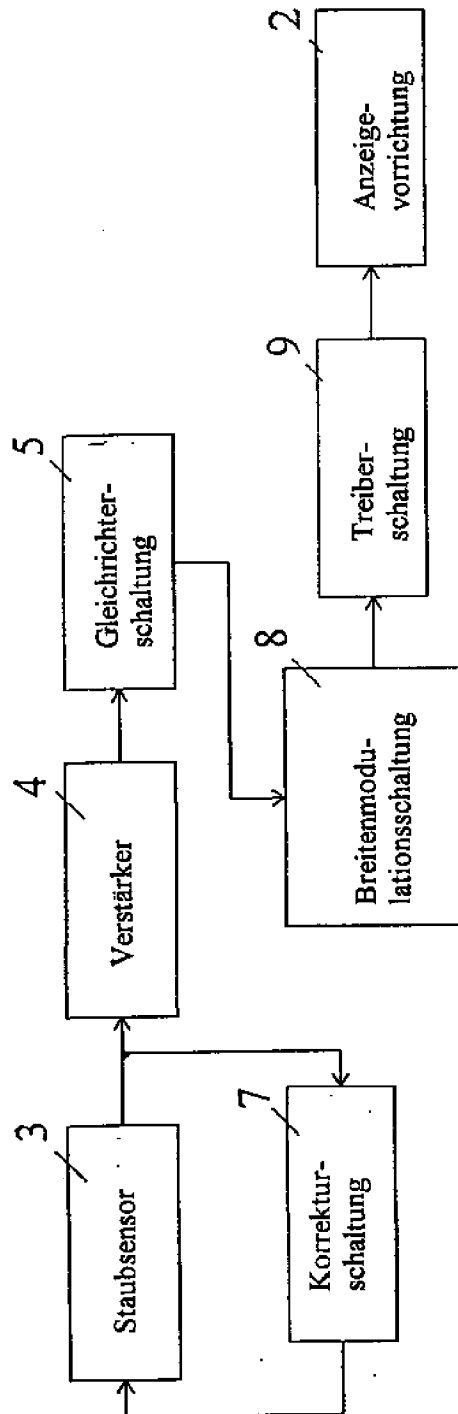 3
Staubsensor
4
Verstärker
5
Gleichrichter-
schaltung
7
Korrektur-
schaltung
8
Breitenmodu-
lationsschaltung
9
Treiber-
schaltung
2
Anzeige-
vorrichtung